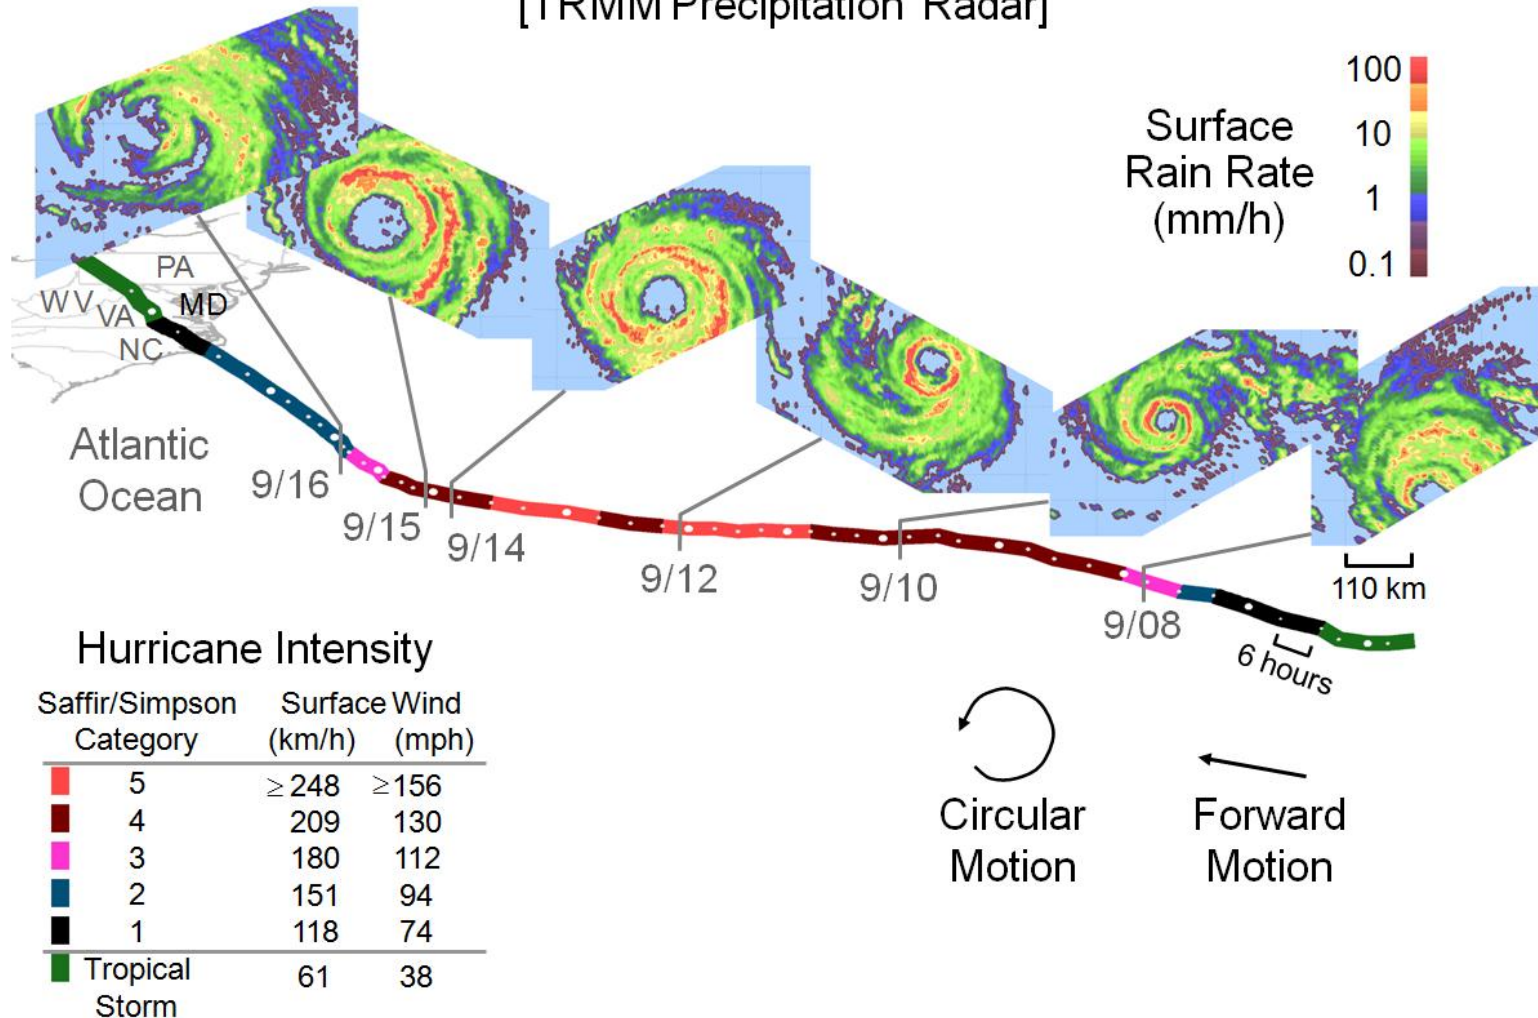 [TRMM Precipitation Radar]
Surface
Rain Rate
(mm/h)
100
10
1
0.1
PA
WV
VA
MD
NC
Atlantic
Ocean
9/16
9/15
9/14
9/12
9/10
9/08
110 km
6 hours
Hurricane Intensity
Saffir/Simpson Surface Wind
Category (km/h) (mph)
5 ≥248 ≥156
4 209 130
3 180 112
2 151 94
1 118 74
Tropical 61 38
Storm
Circular
Motion
Forward
Motion